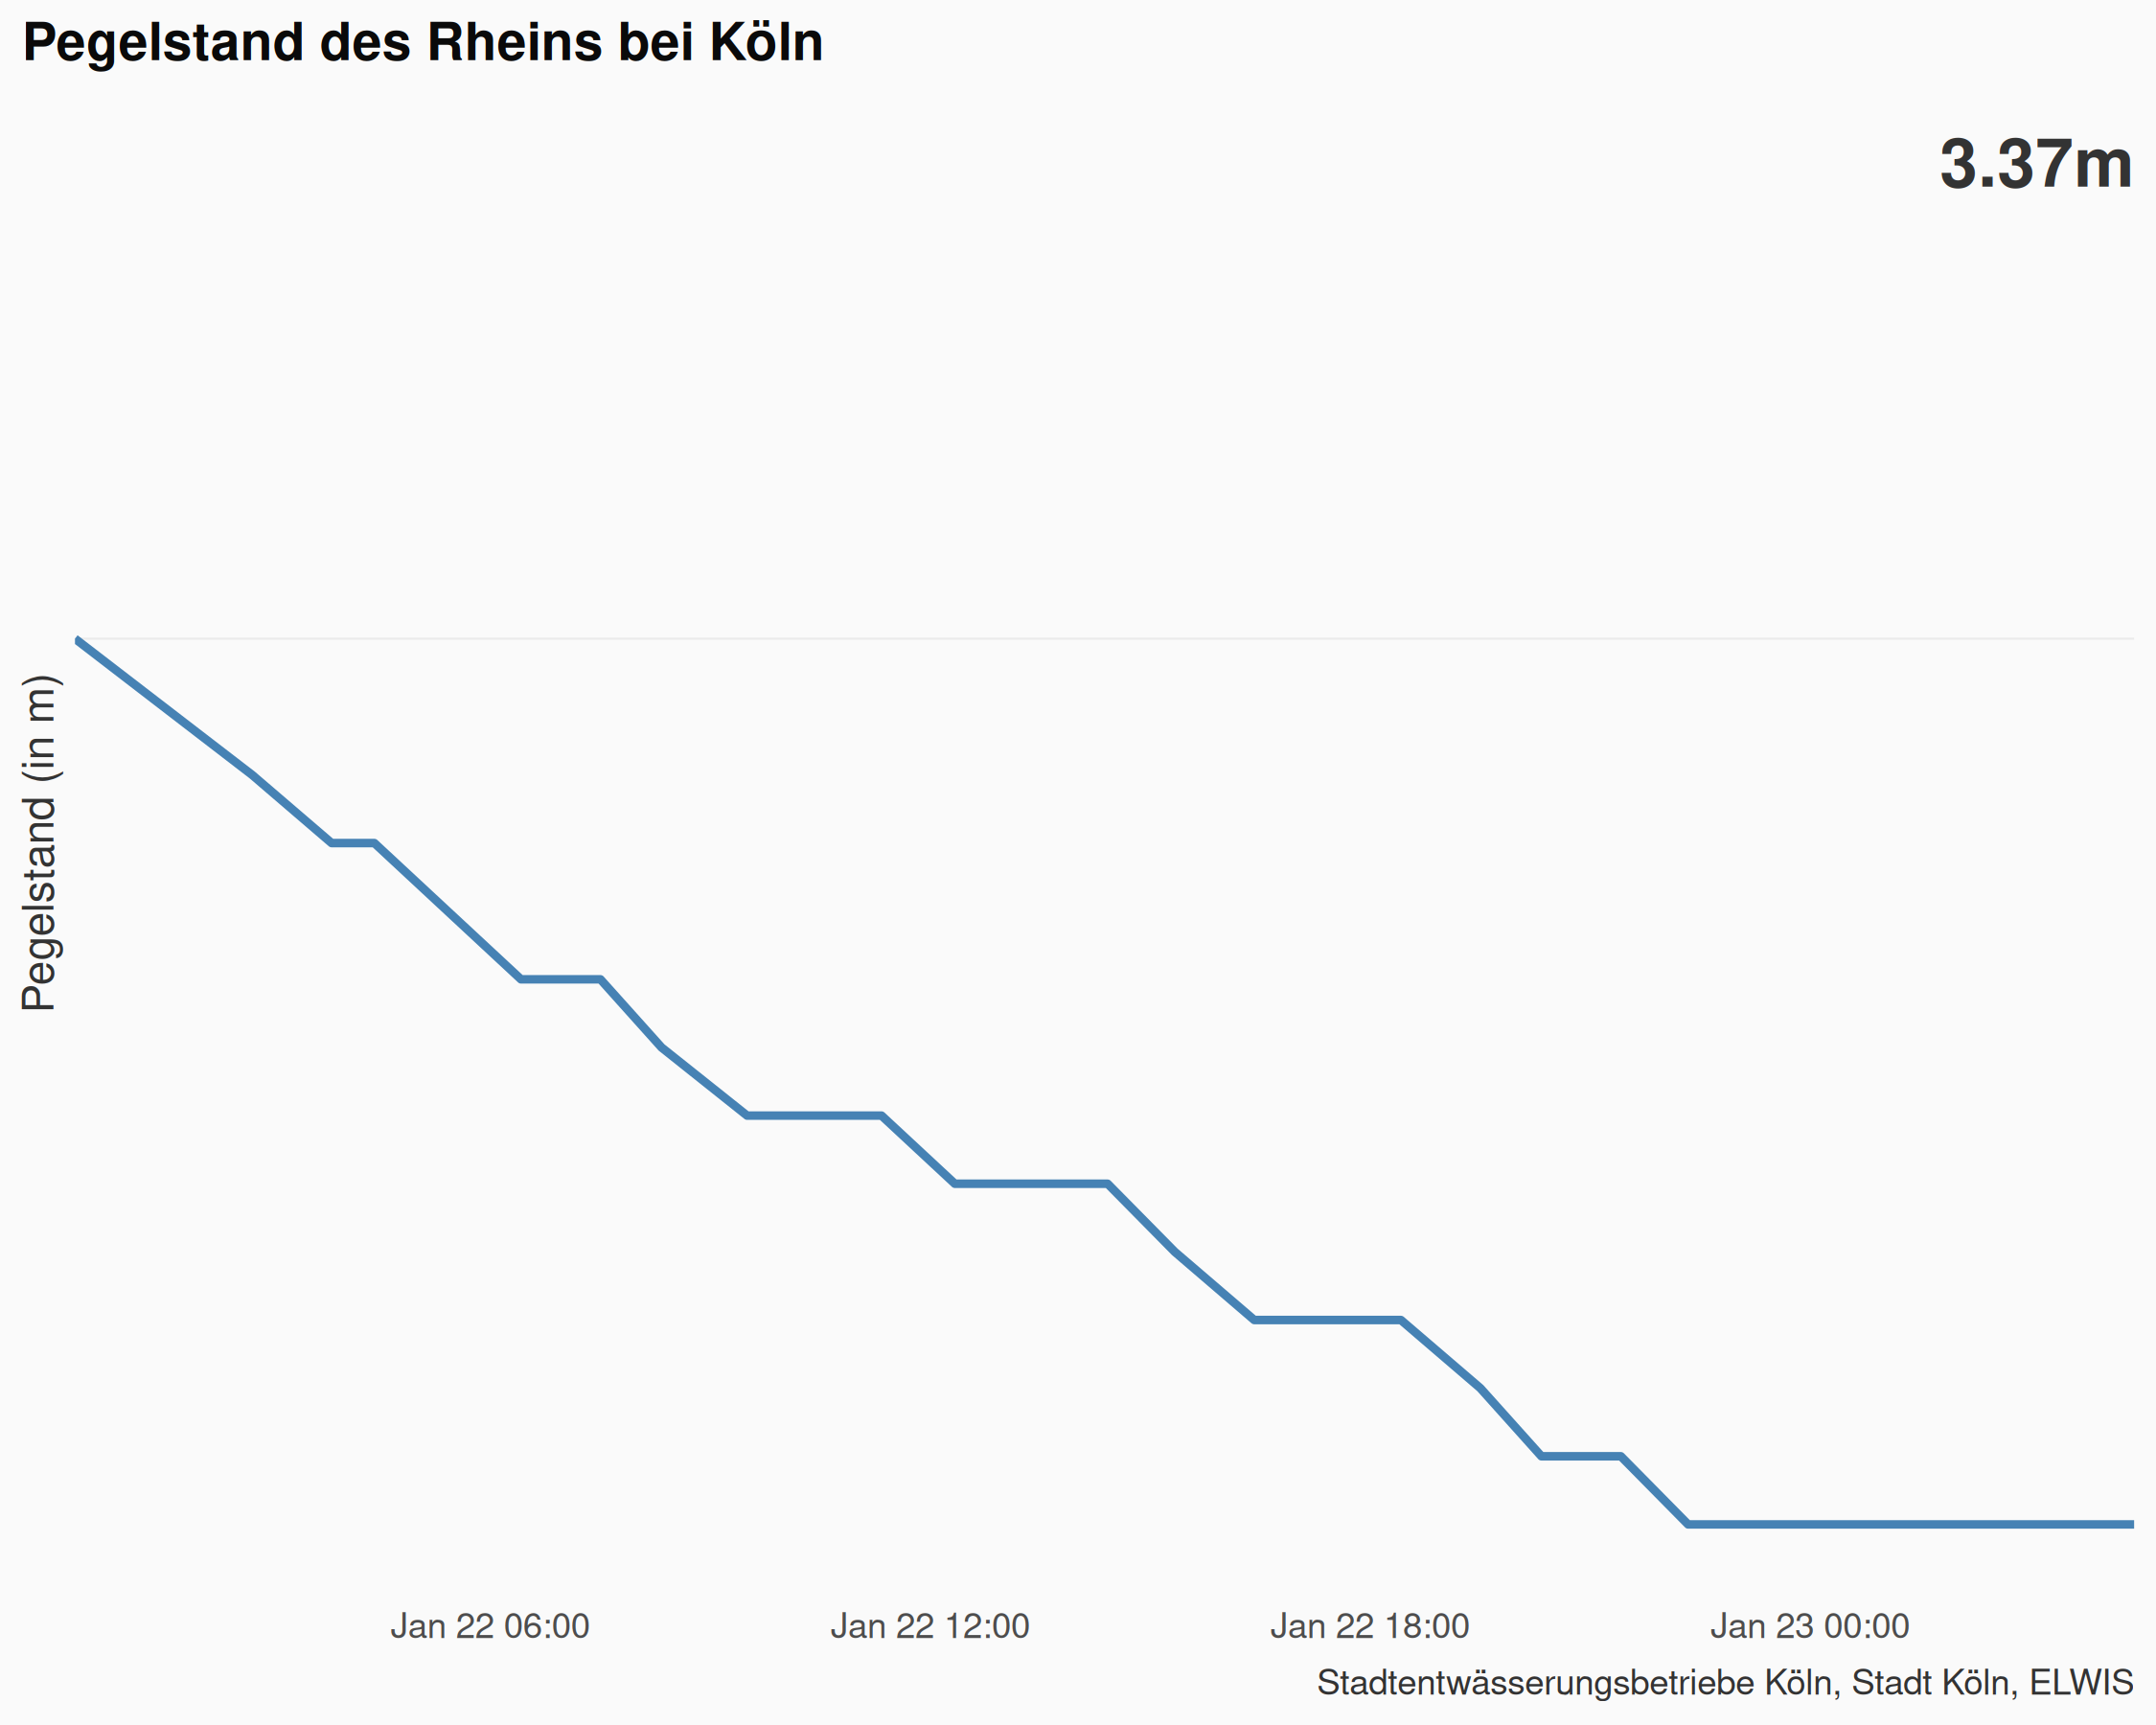 Pegelstand des Rheins bei Köln
3.37m
Pegelstand (in m)
Jan 22 06:00
Jan 22 12:00
Jan 22 18:00
Jan 23 00:00
Stadtentwässerungsbetriebe Köln, Stadt Köln, ELWIS